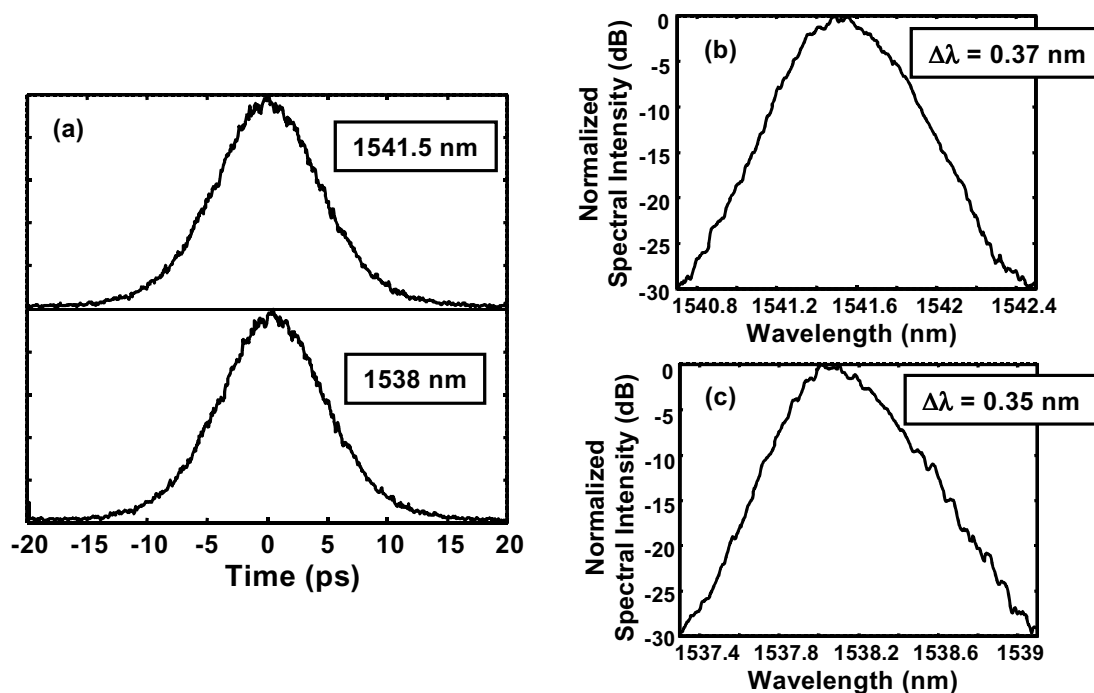 (a)
1541.5 nm
1538 nm
-20 -15 -10 -5 0 5 10 15 20
Time (ps)
(b)
Δλ = 0.37 nm
Normalized
Spectral Intensity (dB)
0
-5
-10
-15
-20
-25
-30
1540.8 1541.2 1541.6 1542 1542.4
Wavelength (nm)
(c)
Δλ = 0.35 nm
Normalized
Spectral Intensity (dB)
0
-5
-10
-15
-20
-25
-30
1537.4 1537.8 1538.2 1538.6 1539
Wavelength (nm)